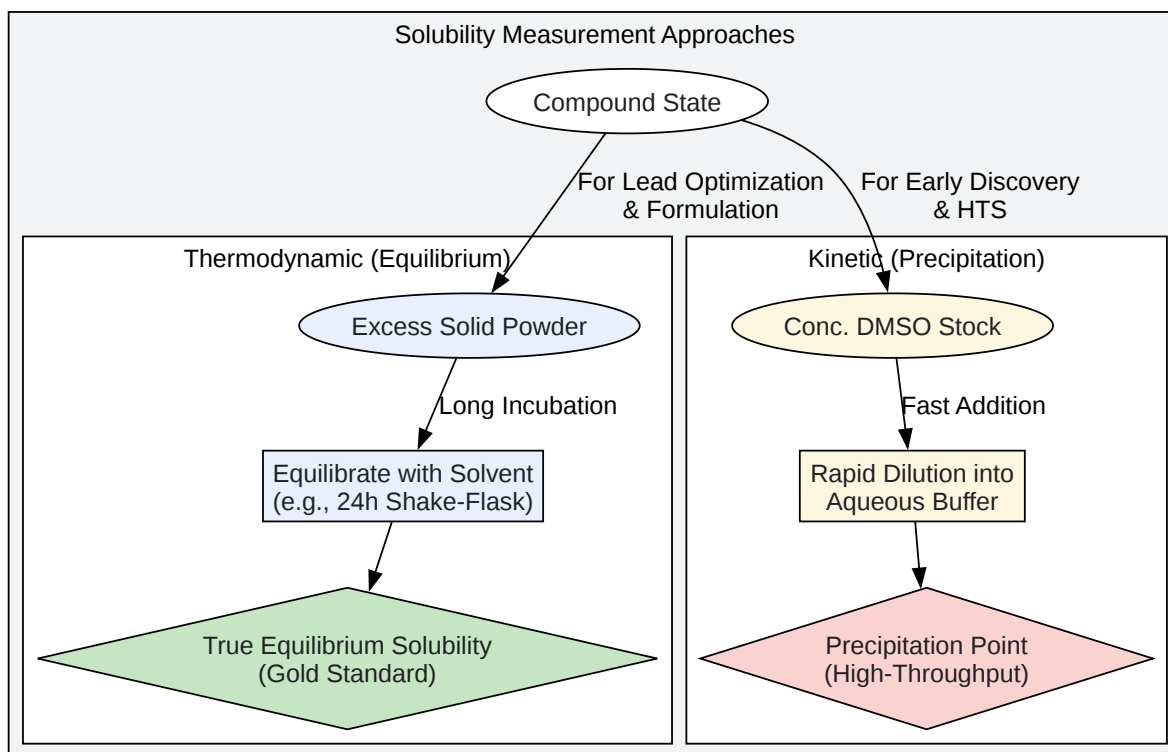 Solubility Measurement Approaches
Compound State
For Lead Optimization
& Formulation
For Early Discovery
& HTS
Thermodynamic (Equilibrium)
Kinetic (Precipitation)
Excess Solid Powder
Conc. DMSO Stock
Long Incubation
Fast Addition
Equilibrate with Solvent
(e.g., 24h Shake-Flask)
Rapid Dilution into
Aqueous Buffer
True Equilibrium Solubility
(Gold Standard)
Precipitation Point
(High-Throughput)